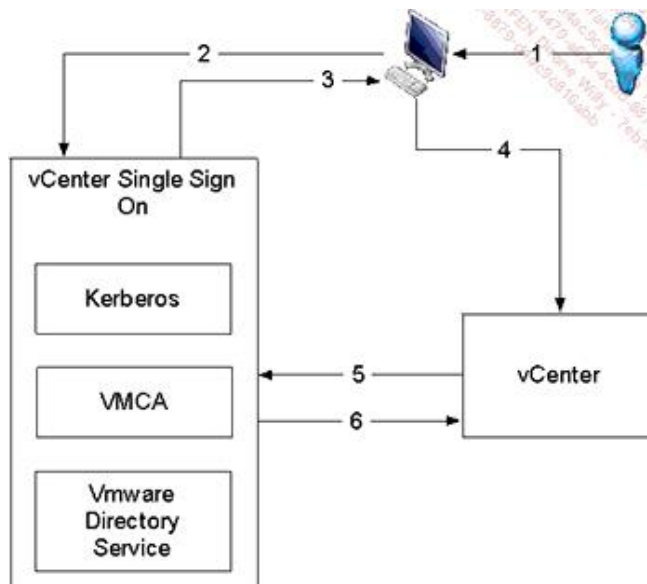 2
1
3
4
vCenter Single Sign
On
Kerberos
VMCA
Vmware
Directory
Service
5
6
vCenter